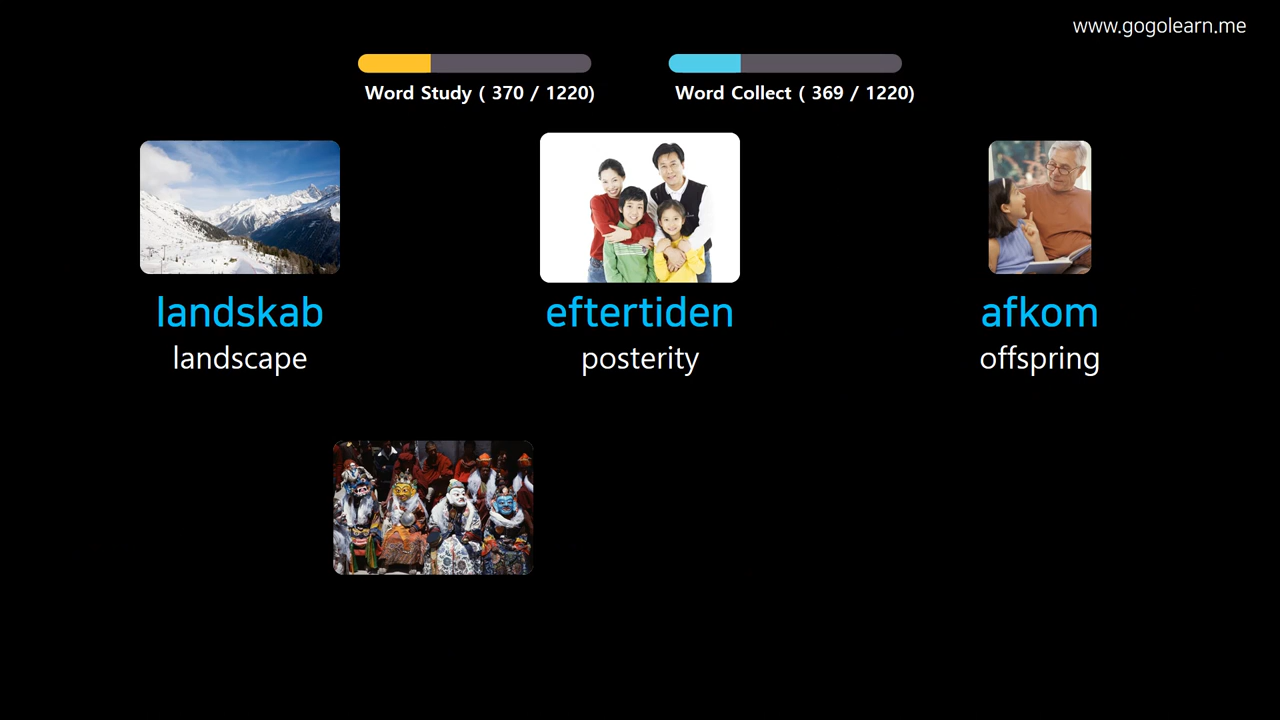 www.gogolearn.me
Word Study ( 370 / 1220)
Word Collect ( 369 / 1220)
landskab
landscape
eftertiden
posterity
afkom
offspring